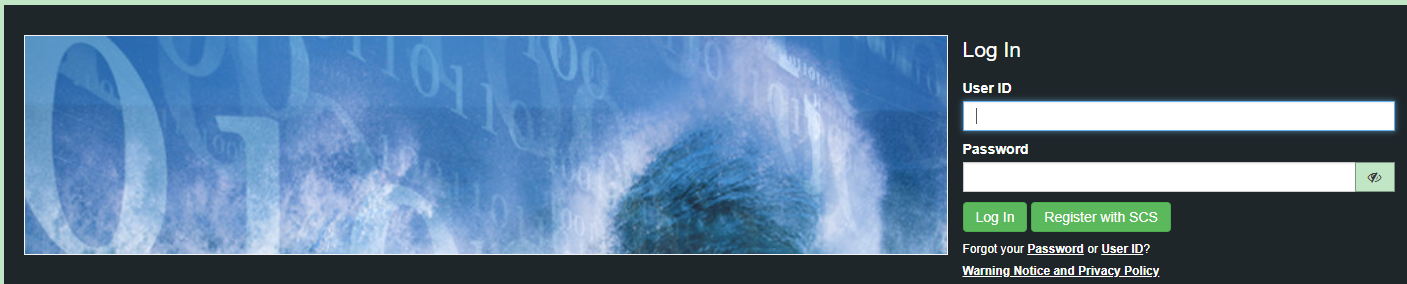 Log In
User ID
Password
Log In Register with SCS
Forgot your Password or User ID?
Warning Notice and Privacy Policy